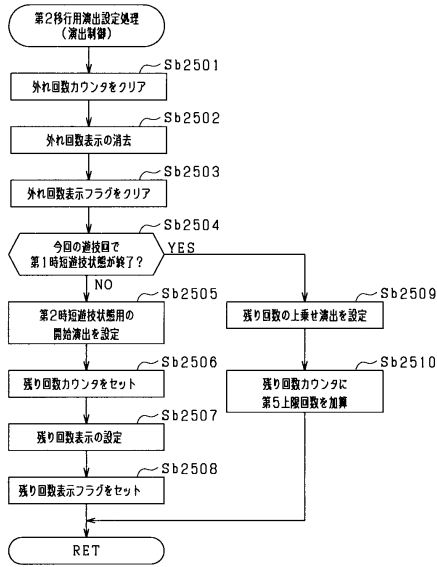 第2移行用演出設定処理
(演出制御)
Sb2501
外れ回数カウンタをクリア
Sb2502
外れ回数表示の消去
Sb2503
外れ回数表示フラグをクリア
Sb2504
今回の遊技回で
第1時短遊技状態が終了?
YES
NO
Sb2505
第2時短遊技状態用の
開始演出を設定
Sb2506
残り回数カウンタをセット
Sb2507
残り回数表示の設定
Sb2508
残り回数表示フラグをセット
Sb2509
残り回数の上乗せ演出を設定
Sb2510
残り回数カウンタに
第5上限回数を加算
RET